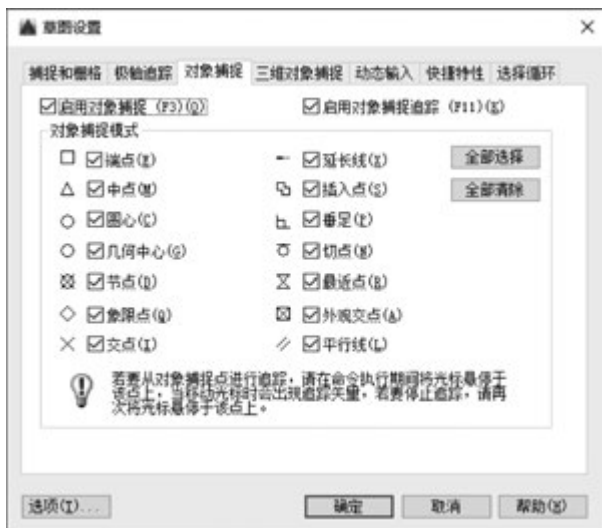 草图设置
捕捉和栅格 极轴追踪 对象捕捉 三维对象捕捉 动态输入 快捷特性 选择循环
启用对象捕捉 (F3)(O) 启用对象捕捉追踪 (F11)(K)
对象捕捉模式
端点(E) 延长线(X) 全部选择
中点(M) 插入点(S) 全部清除
圆心(C) 垂足(P)
几何中心(G) 切点(N)
节点(D) 最近点(R)
象限点(Q) 外观交点(A)
交点(I) 平行线(L)
若要从对象捕捉点进行追踪，请在命令执行期间将光标悬停于
该点上，当移动光标时会出现追踪矢量，若要停止追踪，请再
次将光标悬停于该点上。
选项(T)... 确定 取消 帮助(H)